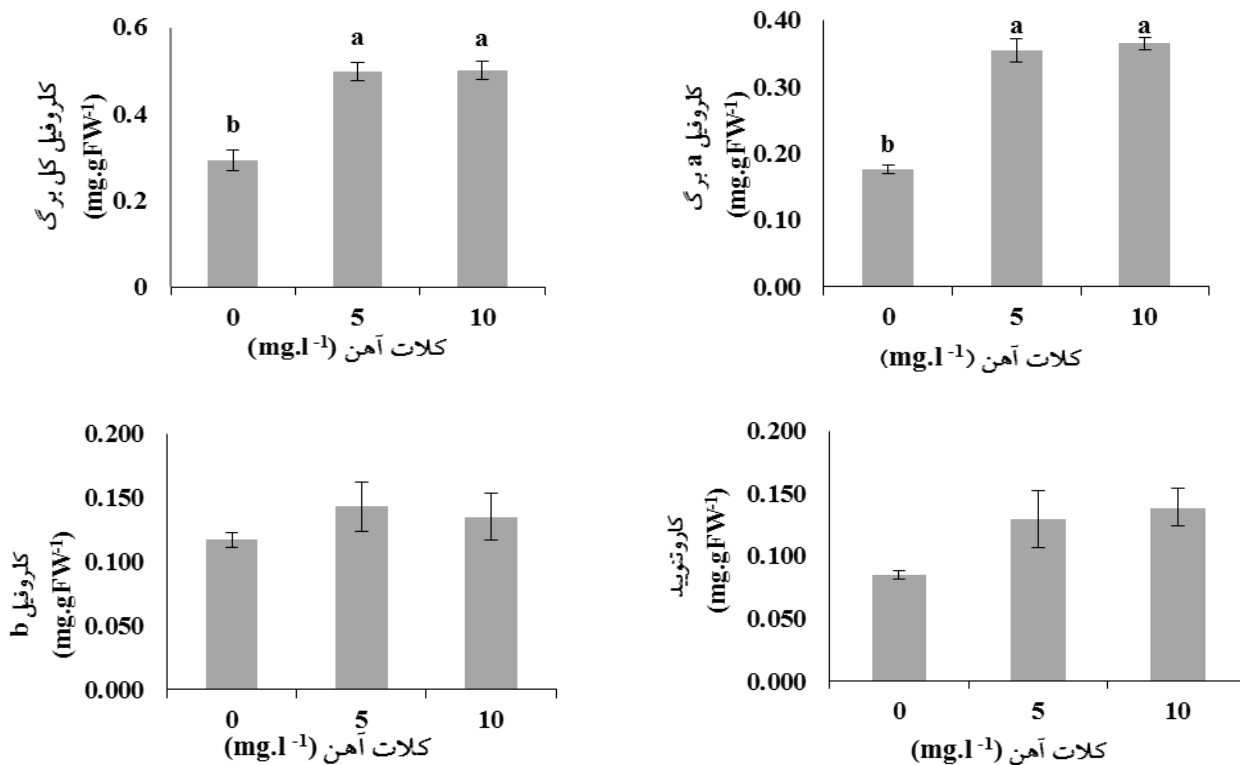 کلروفیل کل برگ
(mg.gFW-1)
0.6
0.4
0.2
0
b
a
a
0 5 10
کلات آهن (mg.l -1)
کلروفیل a برگ
(mg.gFW-1)
0.40
0.30
0.20
0.10
0.00
b
a
a
0 5 10
کلات آهن (mg.l -1)
کلروفیل b
(mg.gFW-1)
0.200
0.150
0.100
0.050
0.000
0 5 10
کلات آهن (mg.l -1)
کاروتنویید
(mg.gFW-1)
0.200
0.150
0.100
0.050
0.000
0 5 10
کلات آهن (mg.l -1)